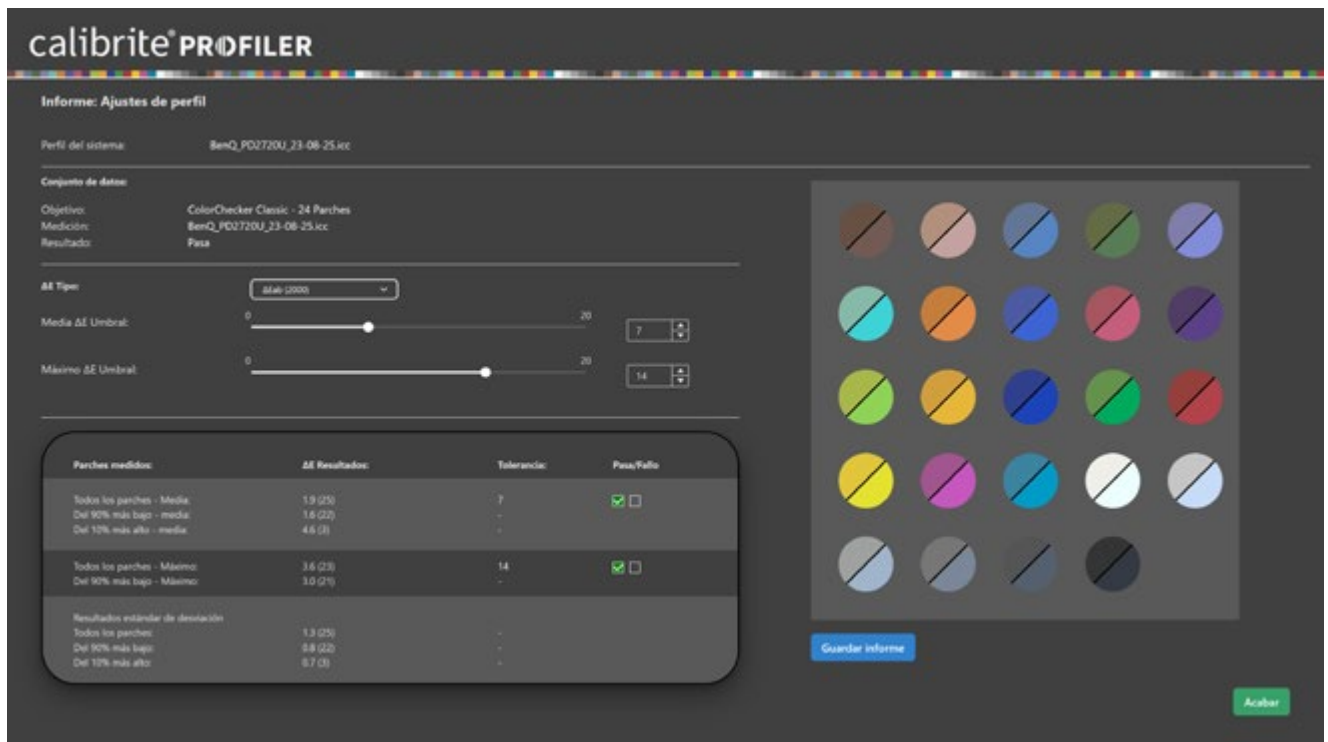 calibrite PROFILER
Informe: Ajustes de perfil
Perfil del sistema: BenQ_PD2720U_23-08-25.icc
Conjunto de datos:
Objetivo: ColorChecker Classic - 24 Parches
Medición: BenQ_PD2720U_23-08-25.icc
Resultado: Pasa
ΔE Tipo: ΔEab (2000)
Media ΔE Umbral: 0 20 7
Máximo ΔE Umbral: 0 20 14
Parches medidos: ΔE Resultados: Tolerancia: Pasa/Fallo
Todos los parches - Media: 1.9 (25) 7
Del 90% más bajo - media: 1.6 (22) -
Del 10% más alto - media: 4.6 (3) -
Todos los parches - Máximo: 3.6 (23) 14
Del 90% más bajo - Máximo: 3.0 (21) -
Resultados estándar de desviación
Todos los parches: 1.3 (25) -
Del 90% más bajo: 0.8 (22) -
Del 10% más alto: 0.7 (3) -
Guardar informe
Acabar